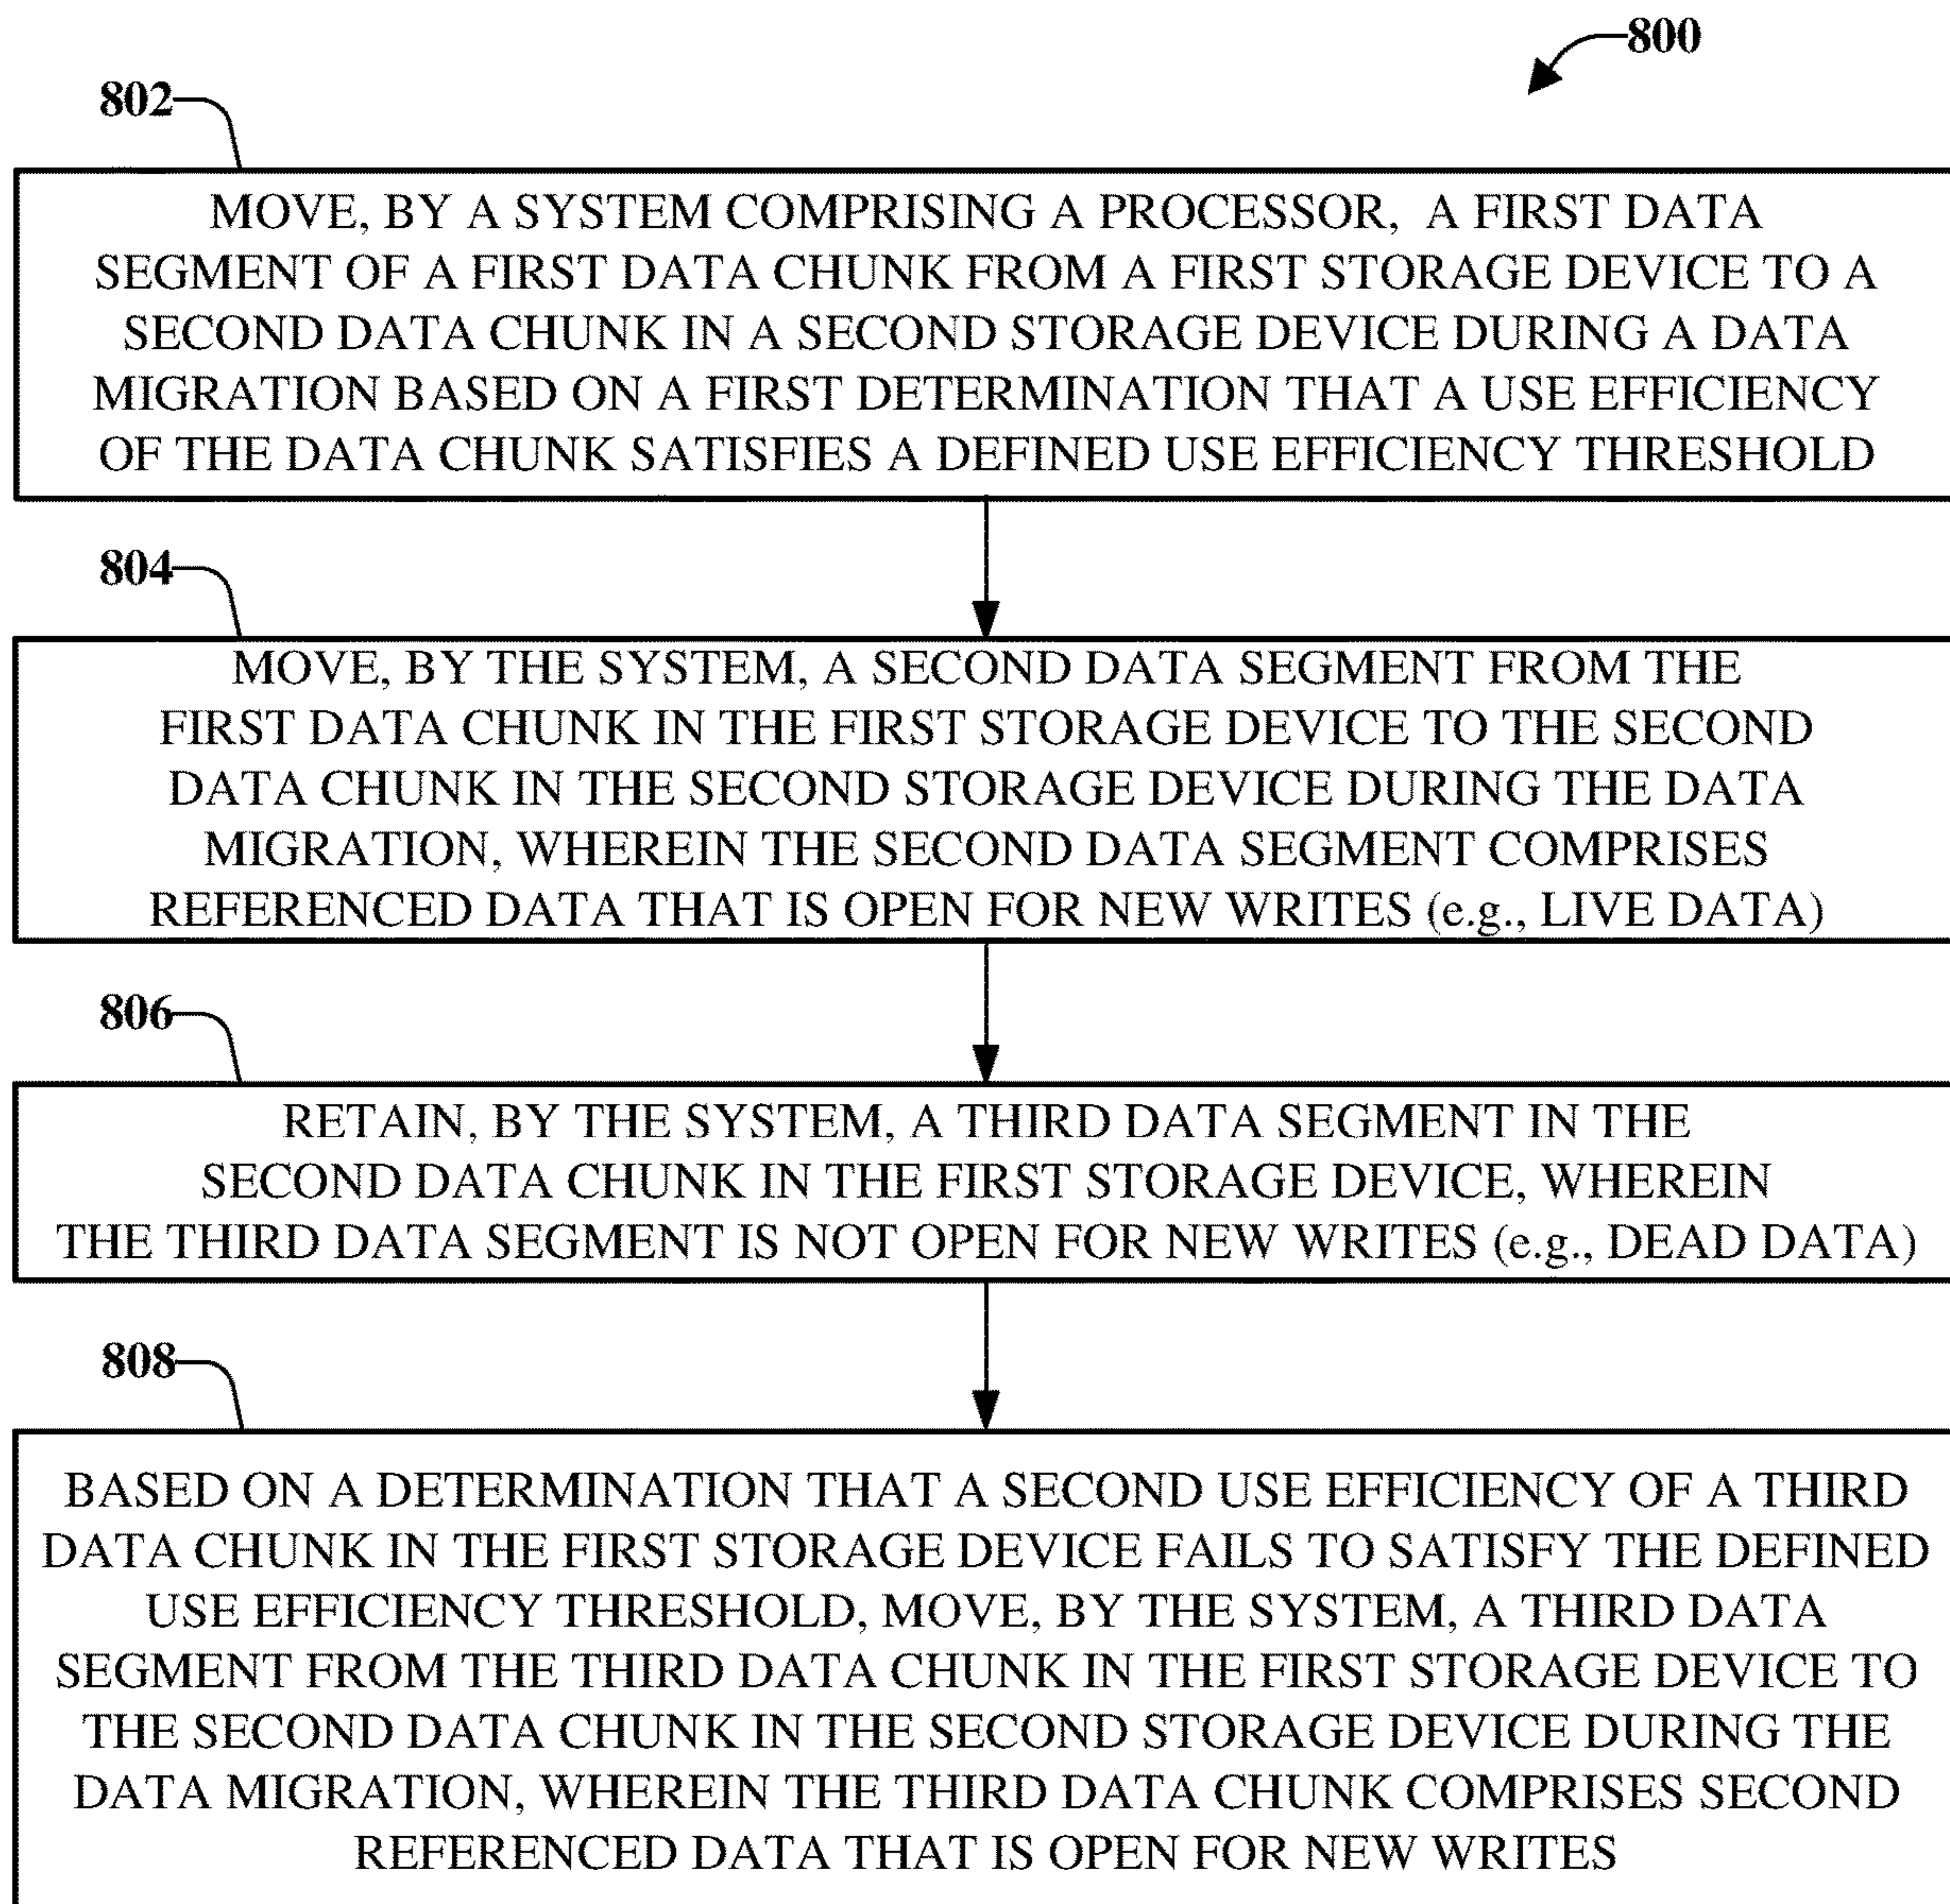 800
802
MOVE, BY A SYSTEM COMPRISING A PROCESSOR, A FIRST DATA
SEGMENT OF A FIRST DATA CHUNK FROM A FIRST STORAGE DEVICE TO A
SECOND DATA CHUNK IN A SECOND STORAGE DEVICE DURING A DATA
MIGRATION BASED ON A FIRST DETERMINATION THAT A USE EFFICIENCY
OF THE DATA CHUNK SATISFIES A DEFINED USE EFFICIENCY THRESHOLD
804
MOVE, BY THE SYSTEM, A SECOND DATA SEGMENT FROM THE
FIRST DATA CHUNK IN THE FIRST STORAGE DEVICE TO THE SECOND
DATA CHUNK IN THE SECOND STORAGE DEVICE DURING THE DATA
MIGRATION, WHEREIN THE SECOND DATA SEGMENT COMPRISES
REFERENCED DATA THAT IS OPEN FOR NEW WRITES (e.g., LIVE DATA)
806
RETAIN, BY THE SYSTEM, A THIRD DATA SEGMENT IN THE
SECOND DATA CHUNK IN THE FIRST STORAGE DEVICE, WHEREIN
THE THIRD DATA SEGMENT IS NOT OPEN FOR NEW WRITES (e.g., DEAD DATA)
808
BASED ON A DETERMINATION THAT A SECOND USE EFFICIENCY OF A THIRD
DATA CHUNK IN THE FIRST STORAGE DEVICE FAILS TO SATISFY THE DEFINED
USE EFFICIENCY THRESHOLD, MOVE, BY THE SYSTEM, A THIRD DATA
SEGMENT FROM THE THIRD DATA CHUNK IN THE FIRST STORAGE DEVICE TO
THE SECOND DATA CHUNK IN THE SECOND STORAGE DEVICE DURING THE
DATA MIGRATION, WHEREIN THE THIRD DATA CHUNK COMPRISES SECOND
REFERENCED DATA THAT IS OPEN FOR NEW WRITES